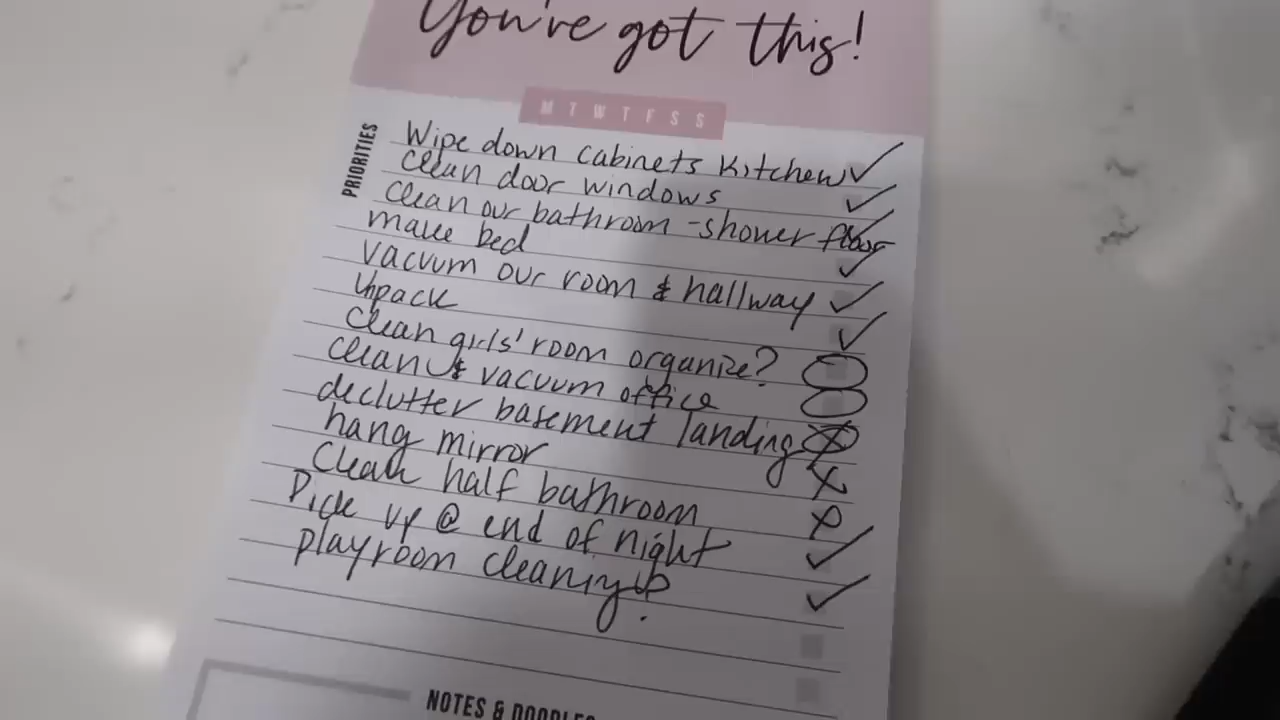 You've got this!
M T W T F S S
PRIORITIES
Wipe down cabinets Kitchen
clean door windows
clean our bathroom - shower floor
make bed
vacuum our room & hallway
unpack
clean girls' room organize?
clean & vacuum office
declutter basement landing
hang mirror
Clean half bathroom
Pick up @ end of night
playroom cleaning
NOTES & DOODLES